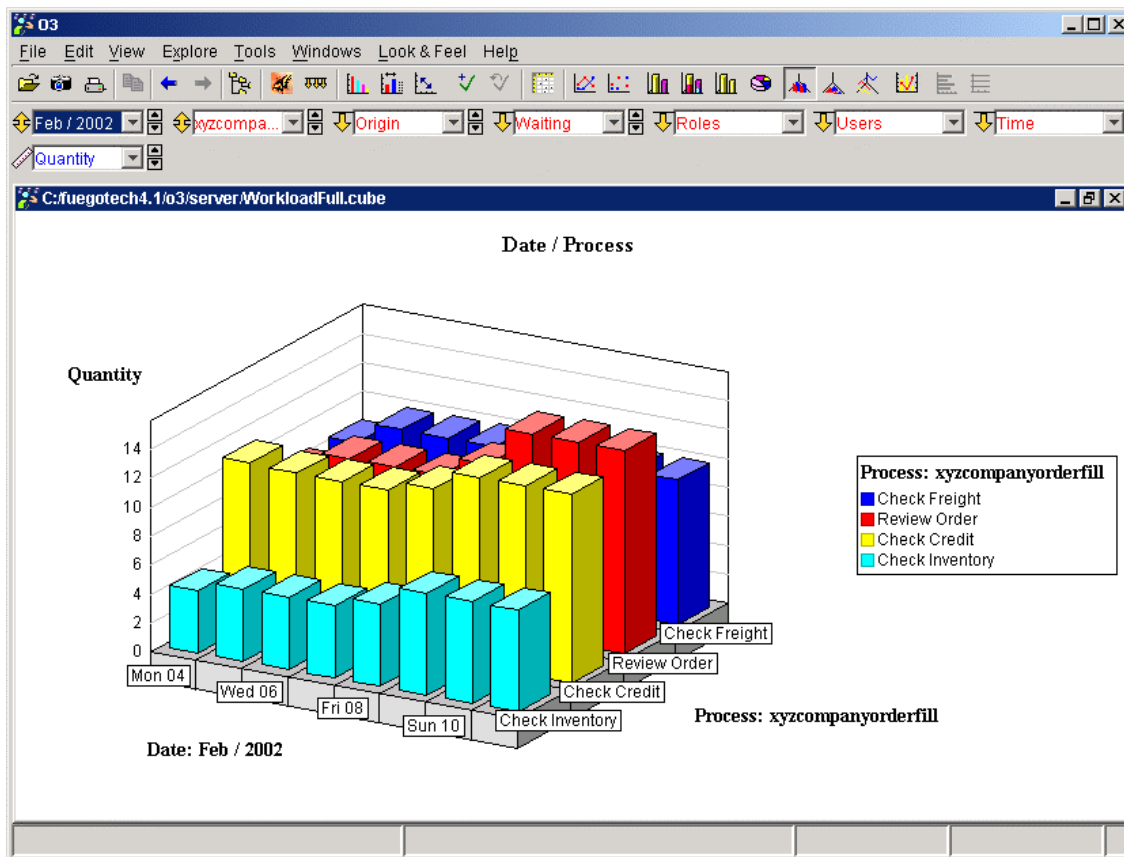 O3
File Edit View Explore Tools Windows Look & Feel Help
Feb / 2002 xyzcompa... Origin Waiting Roles Users Time
Quantity
C:/fuegotech4.1/o3/server/WorkloadFull.cube
Date / Process
Quantity
14
12
10
8
6
4
2
0
Mon 04
Wed 06
Fri 08
Sun 10
Check Freight
Review Order
Check Credit
Check Inventory
Date: Feb / 2002
Process: xyzcompanyorderfill
Process: xyzcompanyorderfill
Check Freight
Review Order
Check Credit
Check Inventory